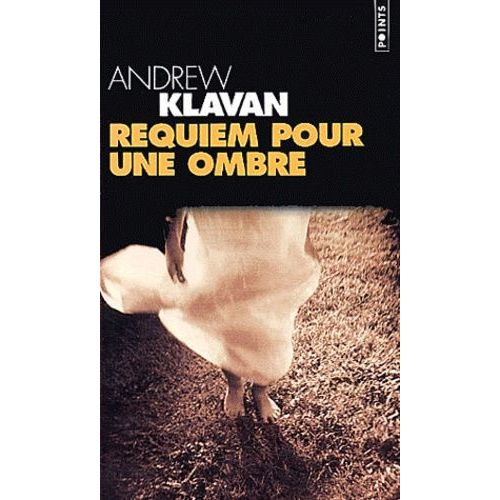 POINTS
ANDREW
KLAVAN
REQUIEM POUR
UNE OMBRE